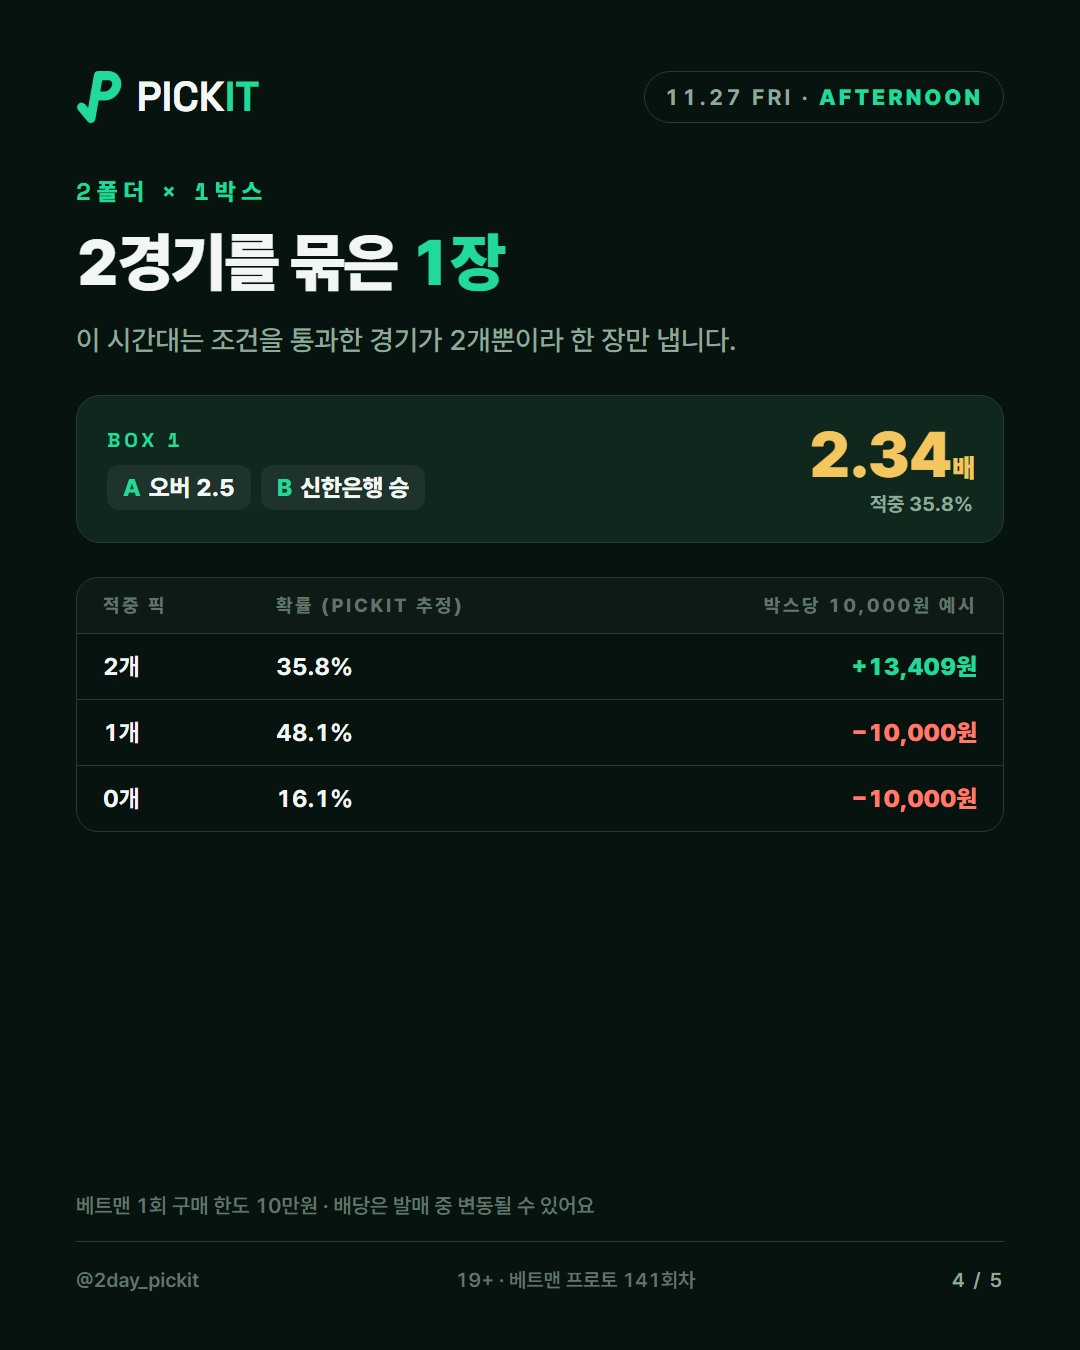 PICKIT
11.27 FRI · AFTERNOON
2폴더 × 1박스
2경기를 묶은 1장
이 시간대는 조건을 통과한 경기가 2개뿐이라 한 장만 냅니다.
BOX 1
A 오버 2.5 B 신한은행 승
2.34배
적중 35.8%
적중 픽 확률 (PICKIT 추정) 박스당 10,000원 예시
2개 35.8% +13,409원
1개 48.1% −10,000원
0개 16.1% −10,000원
베트맨 1회 구매 한도 10만원 · 배당은 발매 중 변동될 수 있어요
@2day_pickit 19+ · 베트맨 프로토 141회차 4 / 5